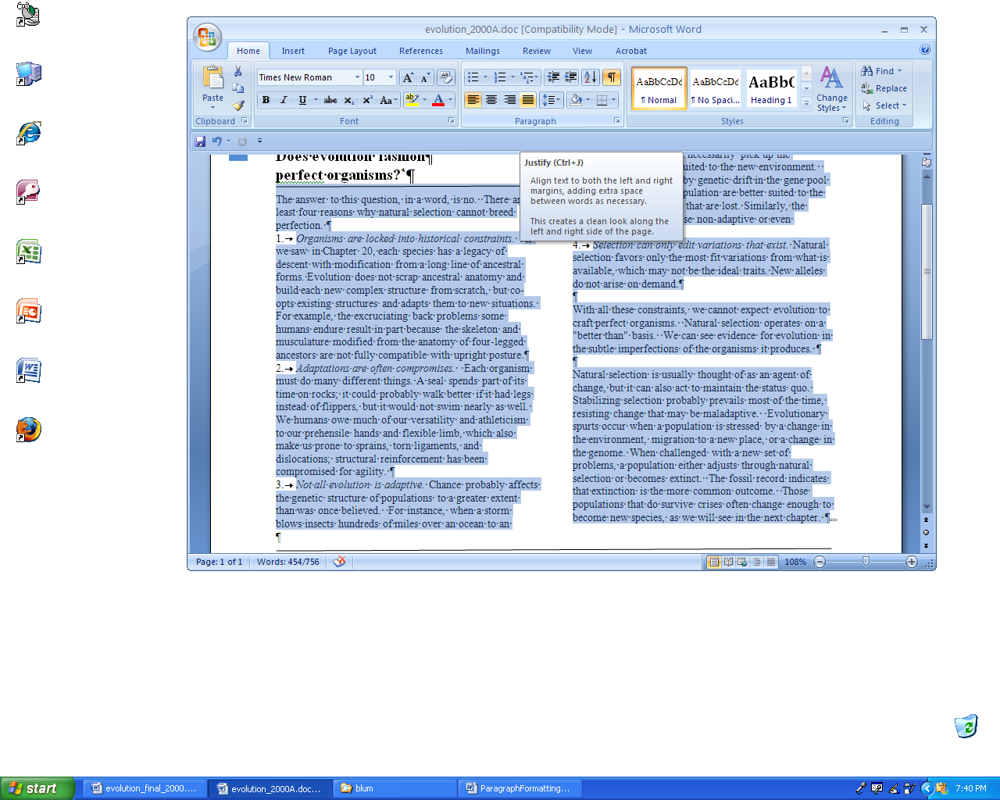 evolution_2000A.doc [Compatibility Mode] - Microsoft Word
Home Insert Page Layout References Mailings Review View Acrobat
Times New Roman 10
Paste
AaBbCcDd AaBbCcDd AaBbC
¶ Normal ¶ No Spaci... Heading 1
Change Styles
Find
Replace
Select
Clipboard Font Paragraph Styles Editing
Does evolution fashion¶
perfect organisms?*¶
The answer to this question, in a word, is no. There
least four reasons why natural selection cannot breed
perfection. ¶
1. Organisms are locked into historical constraints.
we saw in Chapter 20, each species has a legacy of
descent with modification from a long line of ancestral
forms. Evolution does not scrap ancestral anatomy and
build each new complex structure from scratch, but co-
opts existing structures and adapts them to new situations.
For example, the excruciating back problems some
humans endure result in part because the skeleton and
musculature modified from the anatomy of four-legged
ancestors are not fully compatible with upright posture.¶
2. Adaptations are often compromises. Each organism
must do many different things. A seal spends part of its
time on rocks; it could probably walk better if it had legs
instead of flippers, but it would not swim nearly as well.
We humans owe much of our versatility and athleticism
to our prehensile hands and flexible limb, which also
make us prone to sprains, torn ligaments, and
dislocations; structural reinforcement has been
compromised for agility. ¶
3. Not all evolution is adaptive. Chance probably affects
the genetic structure of populations to a greater extent
than was once believed. For instance, when a storm
blows insects hundreds of miles over an ocean to an
¶
Justify (Ctrl+J)
Align text to both the left and right
margins, adding extra space
between words as necessary.
This creates a clean look along the
left and right side of the page.
necessarily pick up the
uited to the new environment.
by genetic drift in the gene pool
pulation are better suited to the
that are lost. Similarly, the
se non-adaptive or even
4. Selection can only edit variations that exist. Natural
selection favors only the most fit variations from what is
available, which may not be the ideal traits. New alleles
do not arise on demand.¶
¶
With all these constraints, we cannot expect evolution to
craft perfect organisms. Natural selection operates on a
"better than" basis. We can see evidence for evolution in
the subtle imperfections of the organisms it produces. ¶
¶
Natural selection is usually thought of as an agent of
change, but it can also act to maintain the status quo.
Stabilizing selection probably prevails most of the time,
resisting change that may be maladaptive. Evolutionary
spurts occur when a population is stressed by a change in
the environment, migration to a new place, or a change in
the genome. When challenged with a new set of
problems, a population either adjusts through natural
selection or becomes extinct. The fossil record indicates
that extinction is the more common outcome. Those
populations that do survive crises often change enough to
become new species, as we will see in the next chapter. ¶
Page: 1 of 1 Words: 454/756 108%
start evolution_final_2000.... evolution_2000A.doc... blum ParagraphFormatting... 7:40 PM